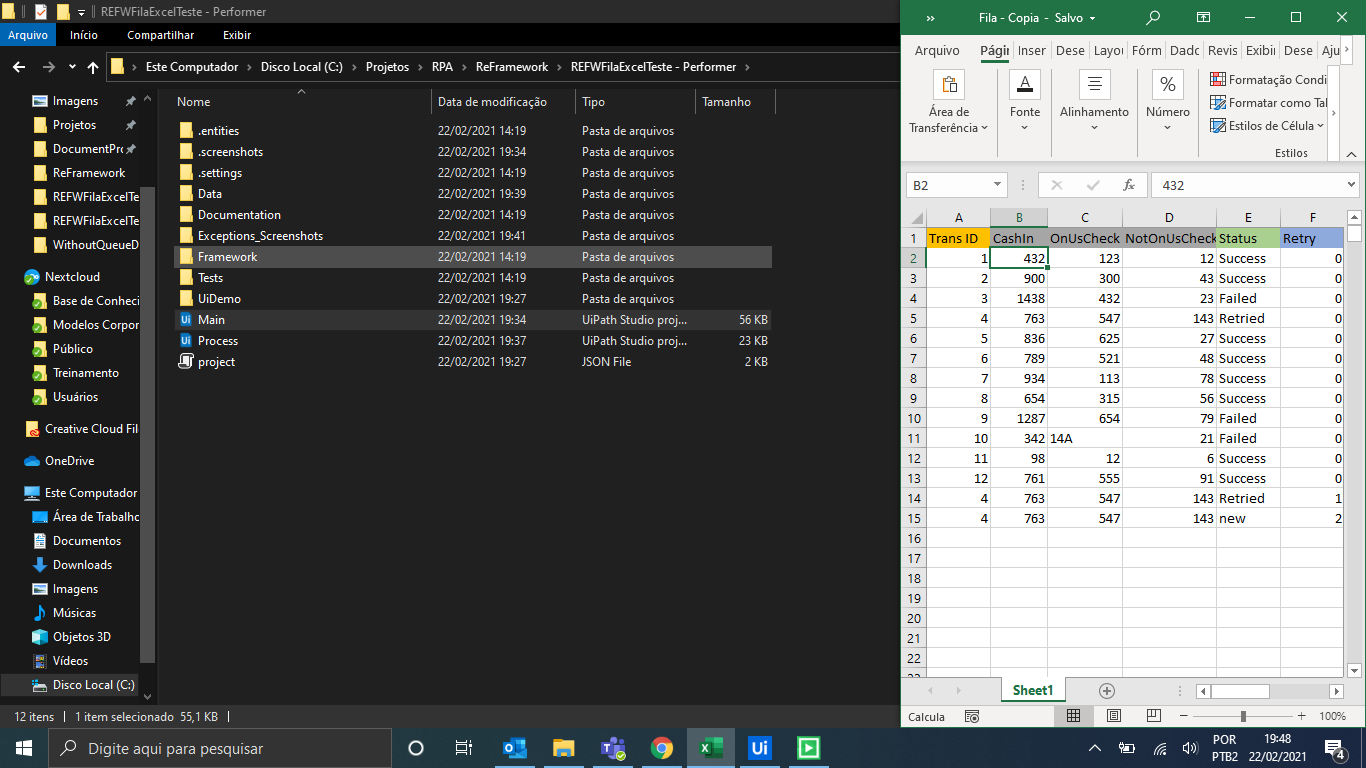 REFWFilaExcelTeste - Performer
Arquivo Início Compartilhar Exibir
Este Computador Disco Local (C:) Projetos RPA ReFramework REFWFilaExcelTeste - Performer
Imagens
Projetos
DocumentPro
ReFramework
REFWFilaExcelTe
REFWFilaExcelTe
WithoutQueueD
Nextcloud
Base de Conheci
Modelos Corpor
Público
Treinamento
Usuários
Creative Cloud Fil
OneDrive
Este Computador
Área de Trabalho
Documentos
Downloads
Imagens
Músicas
Objetos 3D
Vídeos
Disco Local (C:)
Nome Data de modificação Tipo Tamanho
.entities 22/02/2021 14:19 Pasta de arquivos
.screenshots 22/02/2021 19:34 Pasta de arquivos
.settings 22/02/2021 14:19 Pasta de arquivos
Data 22/02/2021 19:39 Pasta de arquivos
Documentation 22/02/2021 14:19 Pasta de arquivos
Exceptions_Screenshots 22/02/2021 19:41 Pasta de arquivos
Framework 22/02/2021 14:19 Pasta de arquivos
Tests 22/02/2021 14:19 Pasta de arquivos
UiDemo 22/02/2021 19:27 Pasta de arquivos
Ui Main 22/02/2021 19:34 UiPath Studio proj... 56 KB
Ui Process 22/02/2021 19:37 UiPath Studio proj... 23 KB
project 22/02/2021 19:27 JSON File 2 KB
12 itens 1 item selecionado 55,1 KB
» Fila - Copia - Salvo
Arquivo Págin Inser Dese Layou Fórm Dado Revis Exibir Dese Aju
Área de Transferência
Fonte
A
Alinhamento
Número
%
Formatação Condi
Formatar como Tal
Estilos de Célula
Estilos
B2 fx 432
A B C D E F
1 Trans ID CashIn OnUsCheck NotOnUsCheck Status Retry
2 1 432 123 12 Success 0
3 2 900 300 43 Success 0
4 3 1438 432 23 Failed 0
5 4 763 547 143 Retried 0
6 5 836 625 27 Success 0
7 6 789 521 48 Success 0
8 7 934 113 78 Success 0
9 8 654 315 56 Success 0
10 9 1287 654 79 Failed 0
11 10 342 14A 21 Failed 0
12 11 98 12 6 Success 0
13 12 761 555 91 Success 0
14 4 763 547 143 Retried 1
15 4 763 547 143 new 2
16
17
18
19
20
21
22
23
Sheet1
Calcula 100%
Digite aqui para pesquisar
Ui
POR
PTB2
19:48
22/02/2021
4